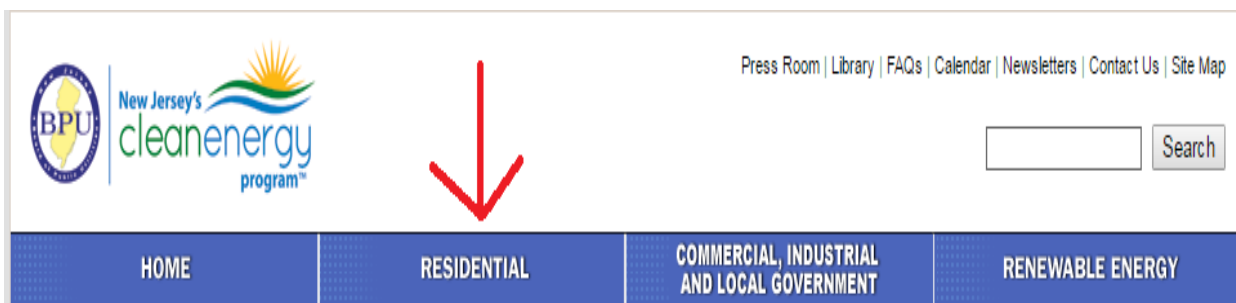 BPU
New Jersey's
cleanenergy
program™
Press Room | Library | FAQs | Calendar | Newsletters | Contact Us | Site Map
Search
HOME
RESIDENTIAL
COMMERCIAL, INDUSTRIAL
AND LOCAL GOVERNMENT
RENEWABLE ENERGY